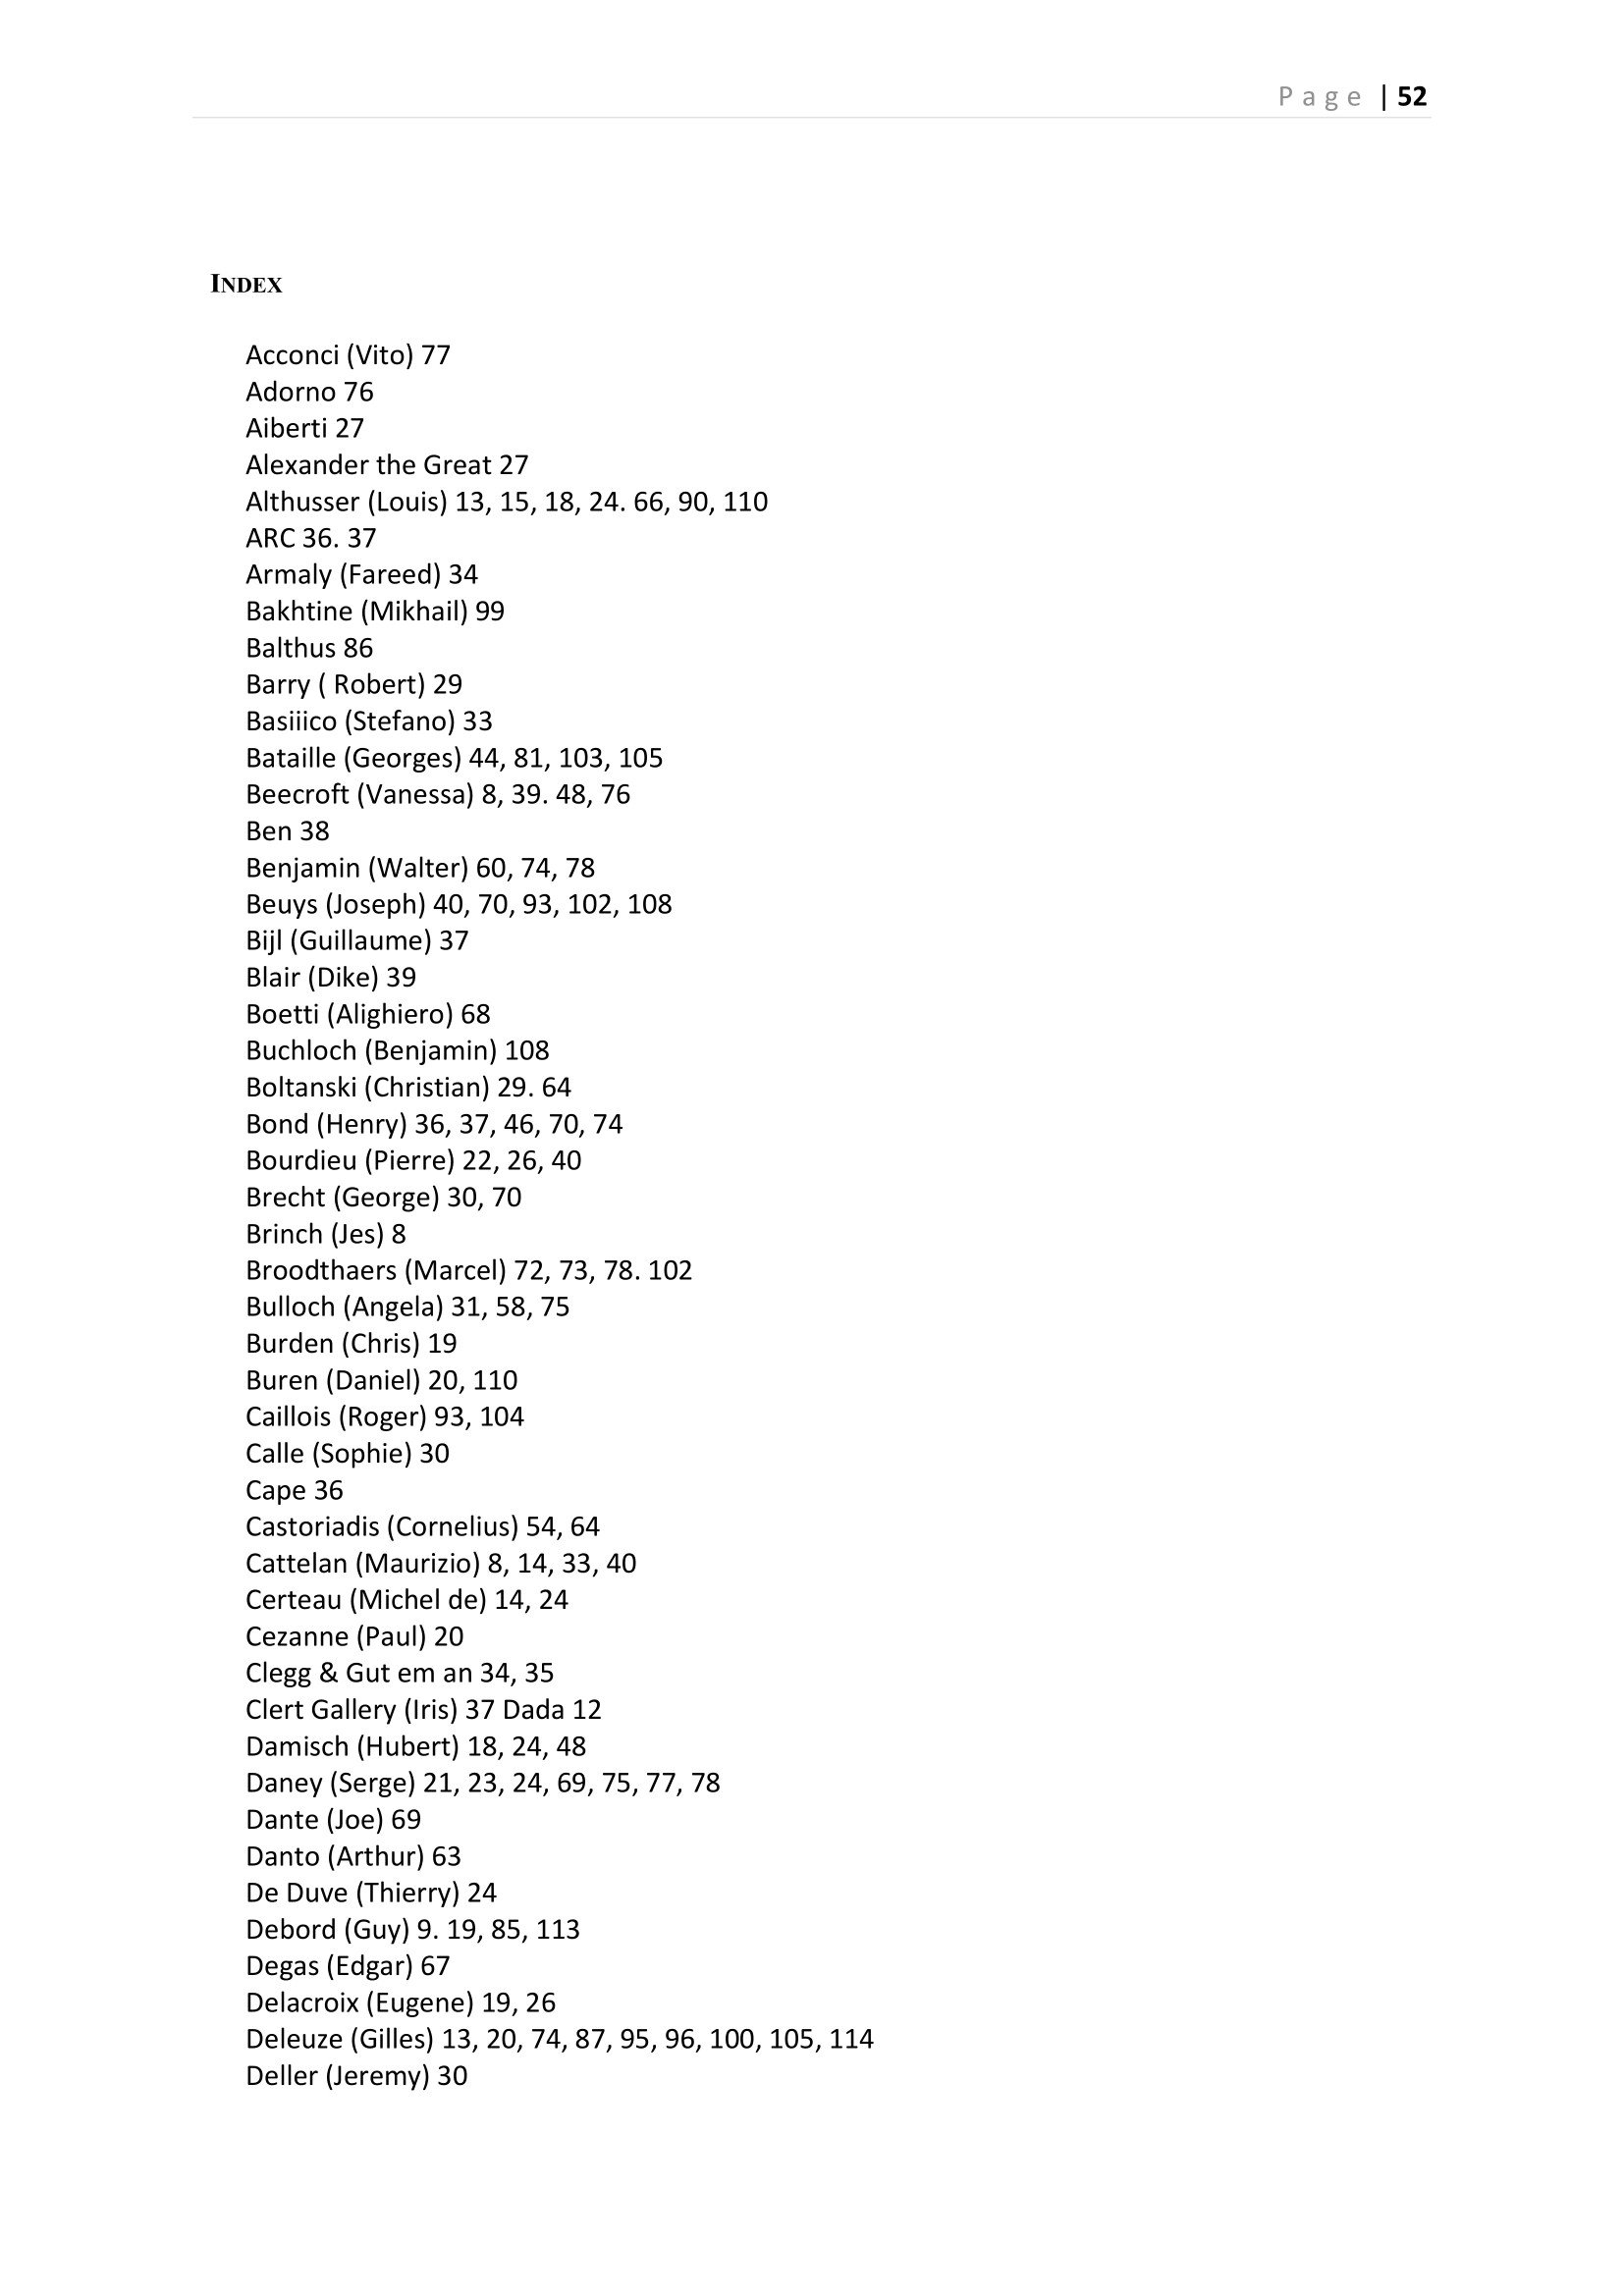 Page | 52
INDEX
Acconci (Vito) 77
Adorno 76
Aiberti 27
Alexander the Great 27
Althusser (Louis) 13, 15, 18, 24. 66, 90, 110
ARC 36. 37
Armaly (Fareed) 34
Bakhtine (Mikhail) 99
Balthus 86
Barry ( Robert) 29
Basiiico (Stefano) 33
Bataille (Georges) 44, 81, 103, 105
Beecroft (Vanessa) 8, 39. 48, 76
Ben 38
Benjamin (Walter) 60, 74, 78
Beuys (Joseph) 40, 70, 93, 102, 108
Bijl (Guillaume) 37
Blair (Dike) 39
Boetti (Alighiero) 68
Buchloch (Benjamin) 108
Boltanski (Christian) 29. 64
Bond (Henry) 36, 37, 46, 70, 74
Bourdieu (Pierre) 22, 26, 40
Brecht (George) 30, 70
Brinch (Jes) 8
Broodthaers (Marcel) 72, 73, 78. 102
Bulloch (Angela) 31, 58, 75
Burden (Chris) 19
Buren (Daniel) 20, 110
Caillois (Roger) 93, 104
Calle (Sophie) 30
Cape 36
Castoriadis (Cornelius) 54, 64
Cattelan (Maurizio) 8, 14, 33, 40
Certeau (Michel de) 14, 24
Cezanne (Paul) 20
Clegg & Gut em an 34, 35
Clert Gallery (Iris) 37 Dada 12
Damisch (Hubert) 18, 24, 48
Daney (Serge) 21, 23, 24, 69, 75, 77, 78
Dante (Joe) 69
Danto (Arthur) 63
De Duve (Thierry) 24
Debord (Guy) 9. 19, 85, 113
Degas (Edgar) 67
Delacroix (Eugene) 19, 26
Deleuze (Gilles) 13, 20, 74, 87, 95, 96, 100, 105, 114
Deller (Jeremy) 30